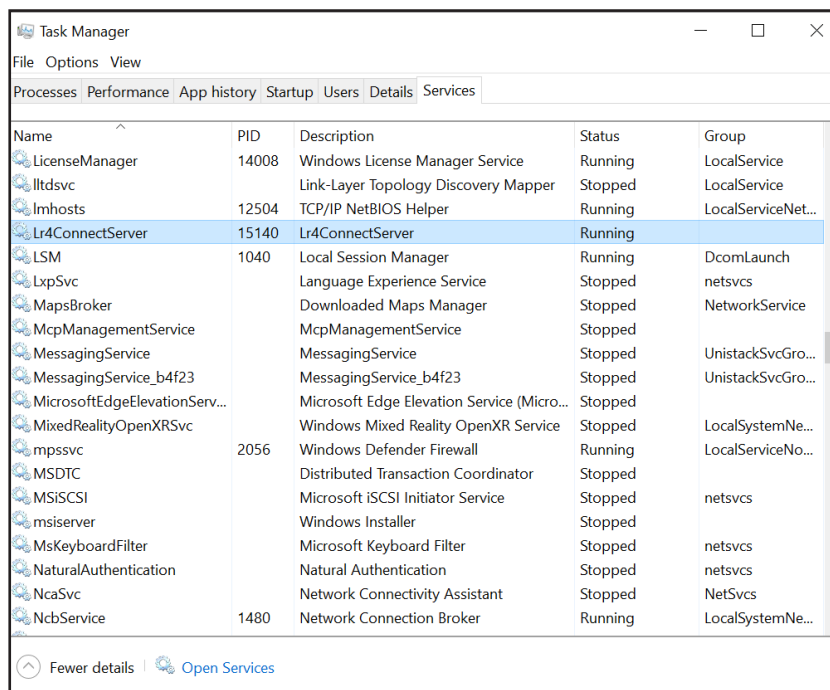 Task Manager
File Options View
Processes Performance App history Startup Users Details Services
Name PID Description Status Group
LicenseManager 14008 Windows License Manager Service Running LocalService
lltdsvc Link-Layer Topology Discovery Mapper Stopped LocalService
lmhosts 12504 TCP/IP NetBIOS Helper Running LocalServiceNet...
Lr4ConnectServer 15140 Lr4ConnectServer Running
LSM 1040 Local Session Manager Running DcomLaunch
LxpSvc Language Experience Service Stopped netsvcs
MapsBroker Downloaded Maps Manager Stopped NetworkService
McpManagementService McpManagementService Stopped
MessagingService MessagingService Stopped UnistackSvcGro...
MessagingService_b4f23 MessagingService_b4f23 Stopped UnistackSvcGro...
MicrosoftEdgeElevationServ... Microsoft Edge Elevation Service (Micro... Stopped
MixedRealityOpenXRSvc Windows Mixed Reality OpenXR Service Stopped LocalSystemNe...
mpssvc 2056 Windows Defender Firewall Running LocalServiceNo...
MSDTC Distributed Transaction Coordinator Stopped
MSiSCSI Microsoft iSCSI Initiator Service Stopped netsvcs
msiserver Windows Installer Stopped
MsKeyboardFilter Microsoft Keyboard Filter Stopped netsvcs
NaturalAuthentication Natural Authentication Stopped netsvcs
NcaSvc Network Connectivity Assistant Stopped NetSvcs
NcbService 1480 Network Connection Broker Running LocalSystemNe...
Fewer details Open Services